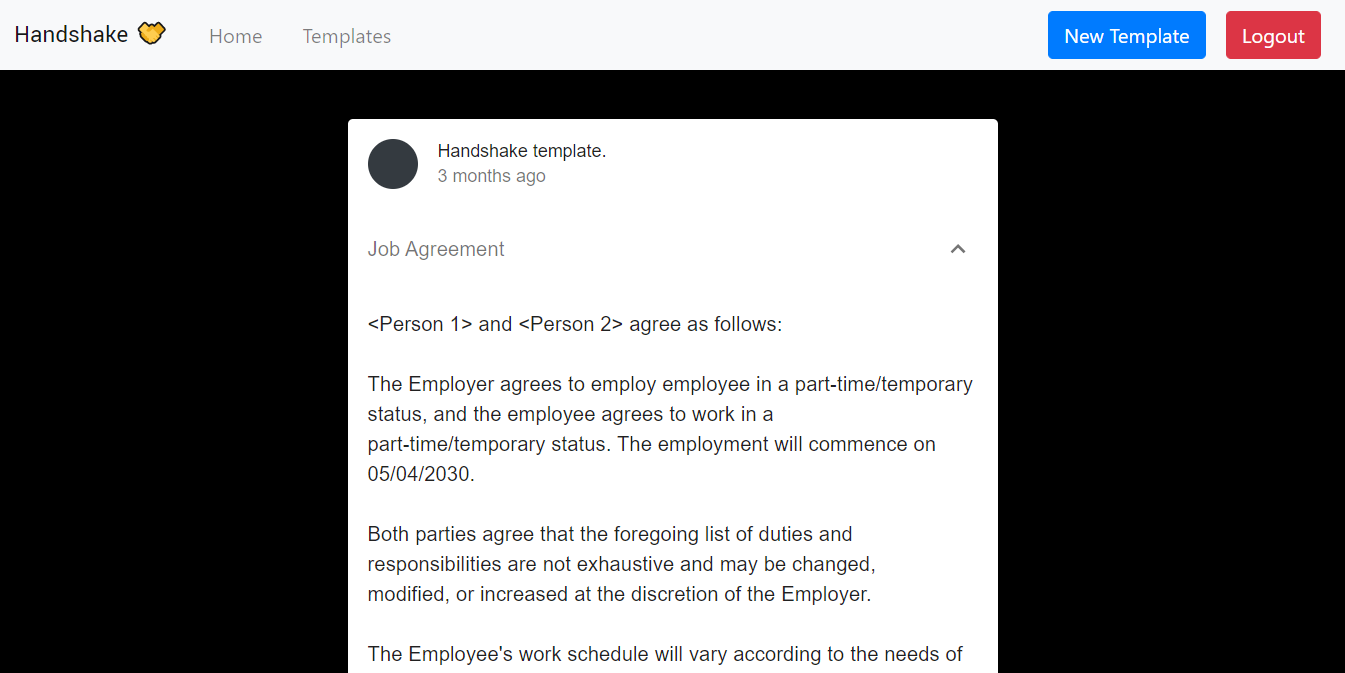 Handshake
Home
Templates
New Template
Logout
Handshake template.
3 months ago
Job Agreement
<Person 1> and <Person 2> agree as follows:
The Employer agrees to employ employee in a part-time/temporary
status, and the employee agrees to work in a
part-time/temporary status. The employment will commence on
05/04/2030.
Both parties agree that the foregoing list of duties and
responsibilities are not exhaustive and may be changed,
modified, or increased at the discretion of the Employer.
The Employee's work schedule will vary according to the needs of